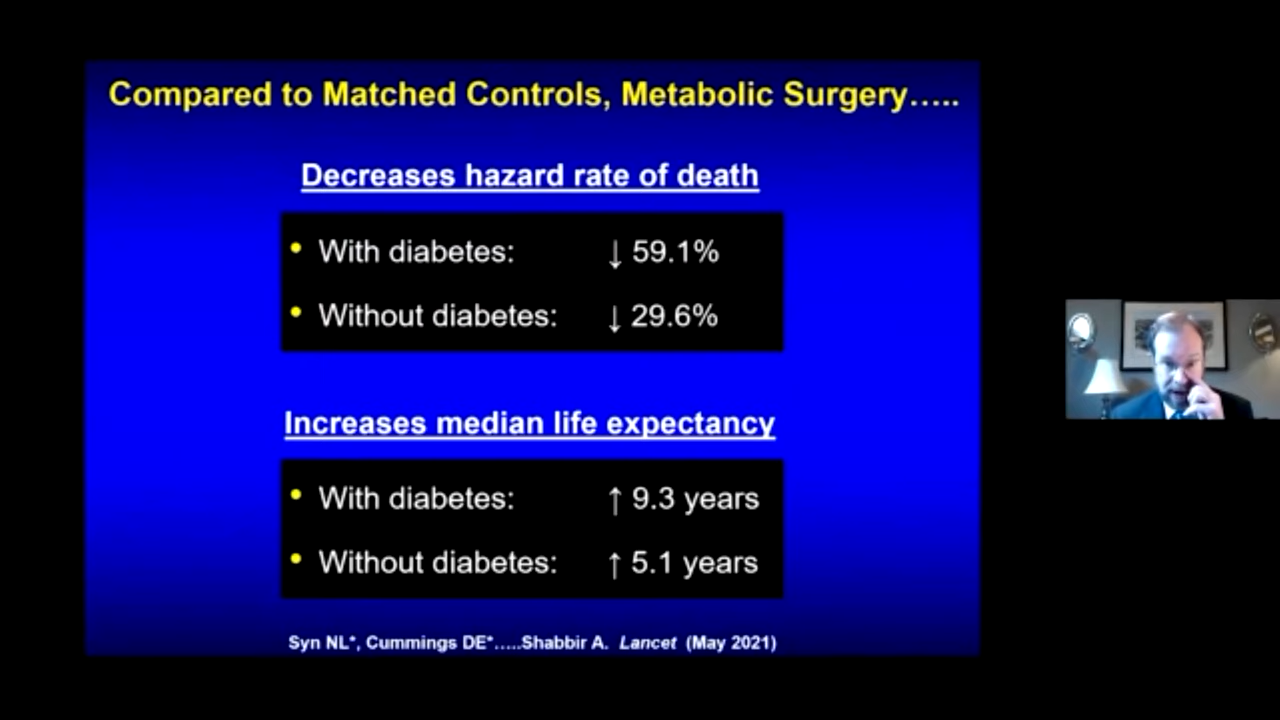 Compared to Matched Controls, Metabolic Surgery…..
Decreases hazard rate of death
• With diabetes: ↓ 59.1%
• Without diabetes: ↓ 29.6%
Increases median life expectancy
• With diabetes: ↑ 9.3 years
• Without diabetes: ↑ 5.1 years
Syn NL*, Cummings DE*…..Shabbir A. Lancet (May 2021)